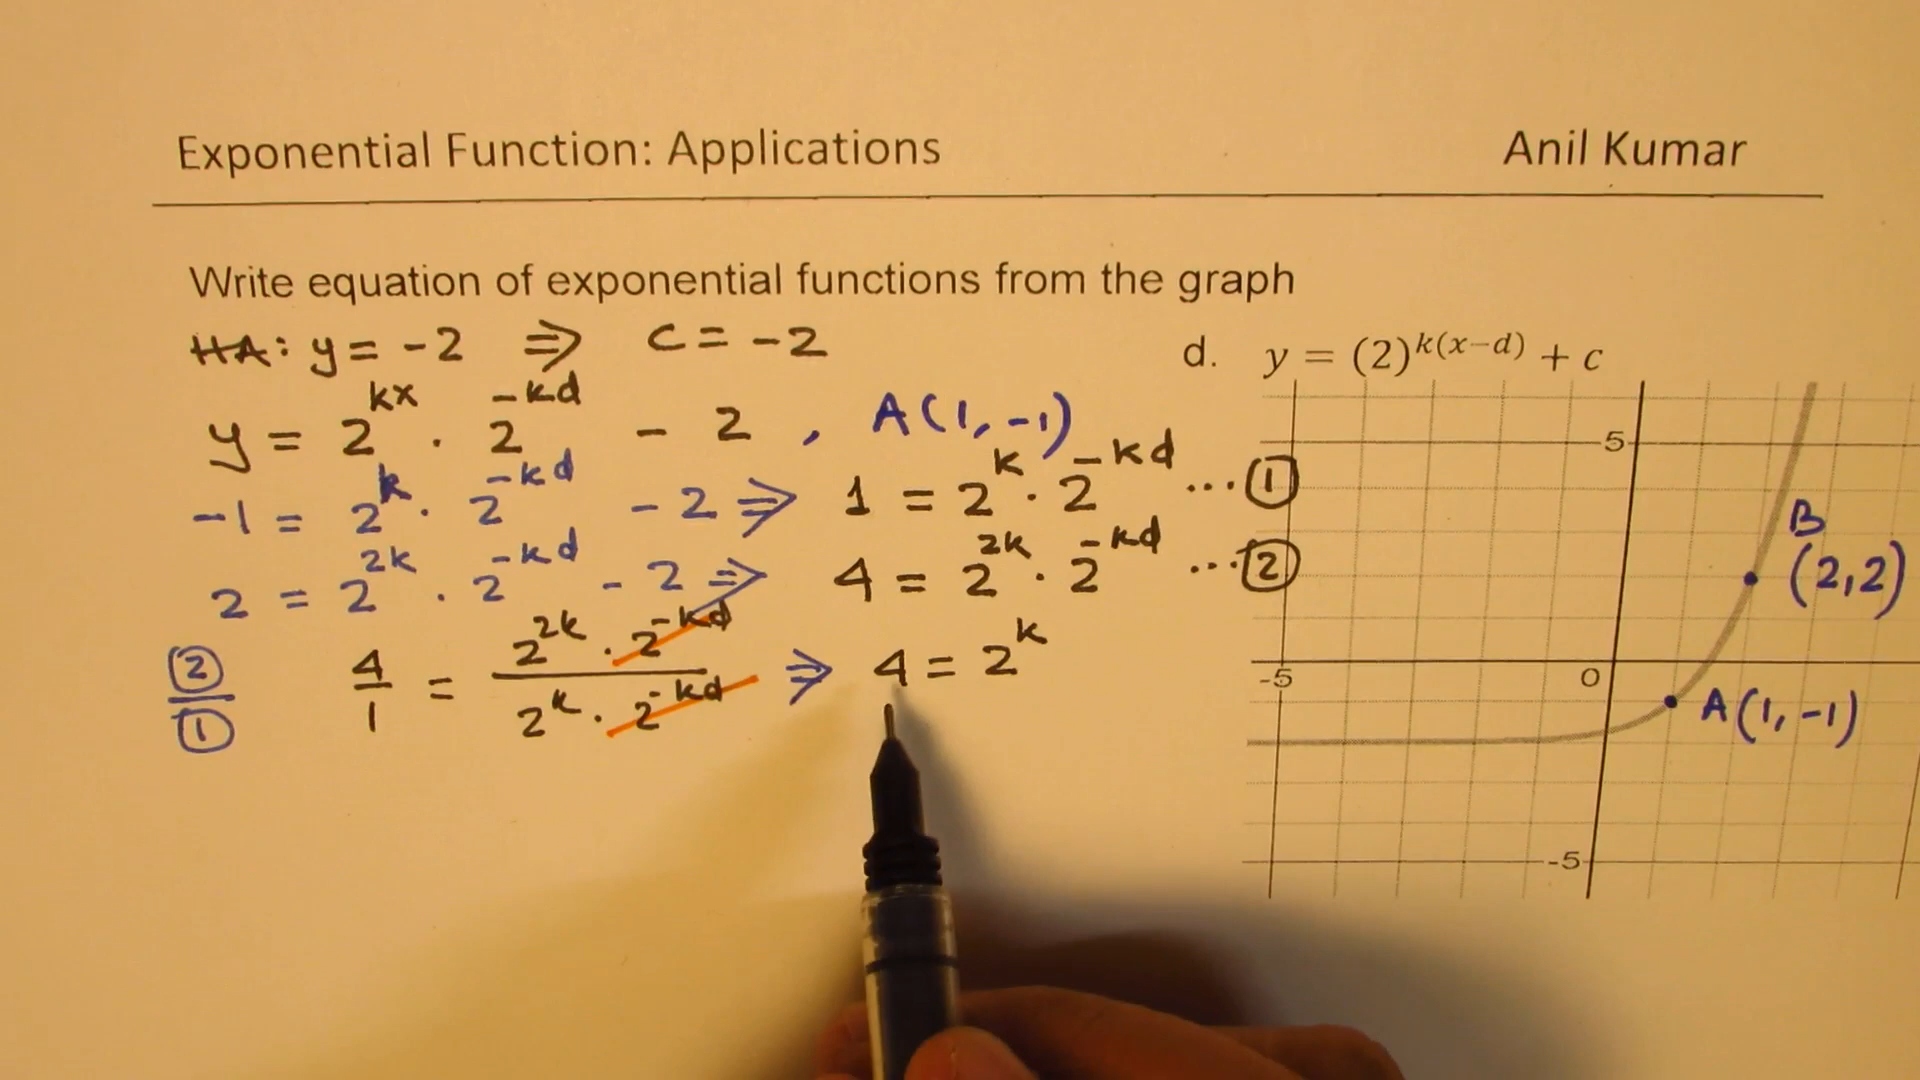 Exponential Function: Applications Anil Kumar
Write equation of exponential functions from the graph
HA: y = -2 ⇒ C = -2
d. y = (2)^{k(x-d)} + c
y = 2^{kx} · 2^{-kd} - 2 , A(1, -1)
-1 = 2^{k} · 2^{-kd} - 2 ⇒ 1 = 2^{k} · 2^{-kd} ... ①
2 = 2^{2k} · 2^{-kd} - 2 ⇒ 4 = 2^{2k} · 2^{-kd} ... ②
②/① 4/1 = (2^{2k} · 2^{-kd})/(2^{k} · 2^{-kd}) ⇒ 4 = 2^{k}
5
B
(2,2)
-5 0
A(1, -1)
-5